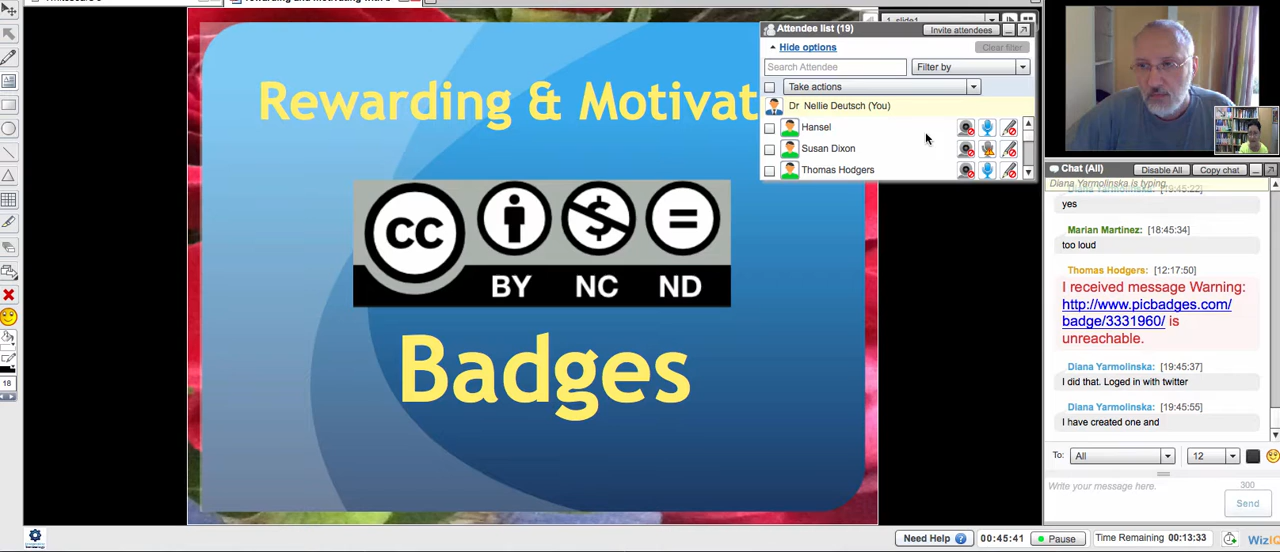 Attendee list (19)
Invite attendees
Hide options
Clear filter
Search Attendee
Filter by
Take actions
Dr Nellie Deutsch (You)
Hansel
Susan Dixon
Thomas Hodgers
Rewarding & Motivat
CC
BY NC ND
Badges
Chat (All)
Disable All
Copy chat
Diana Yarmolinska is typing
yes
Marian Martinez: [18:45:34]
too loud
Thomas Hodgers: [12:17:50]
I received message Warning:
http://www.picbadges.com/
badge/3331960/ is
unreachable.
Diana Yarmolinska: [19:45:37]
I did that. Loged in with twitter
Diana Yarmolinska: [19:45:55]
I have created one and
To: All 12
Write your message here.
300
Send
18
Need Help ?
00:45:41
Pause
Time Remaining 00:13:33
WizIQ